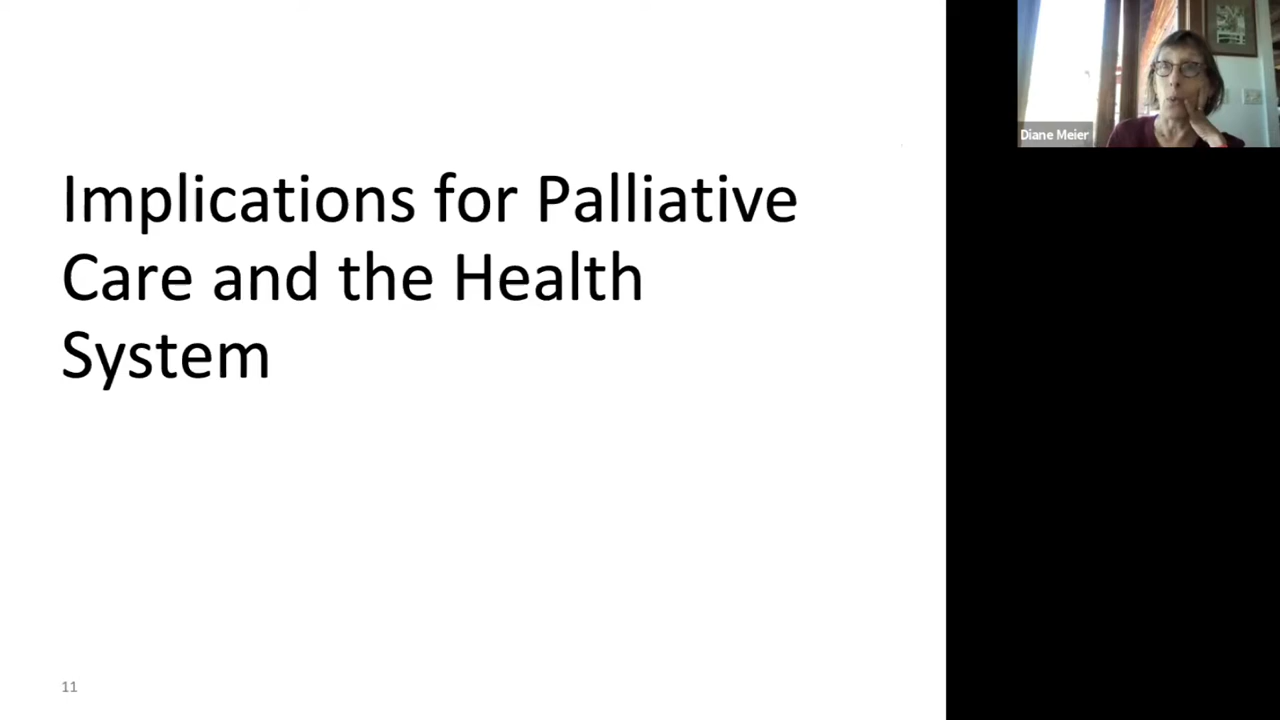 Implications for Palliative
Care and the Health
System
11
Diane Meier